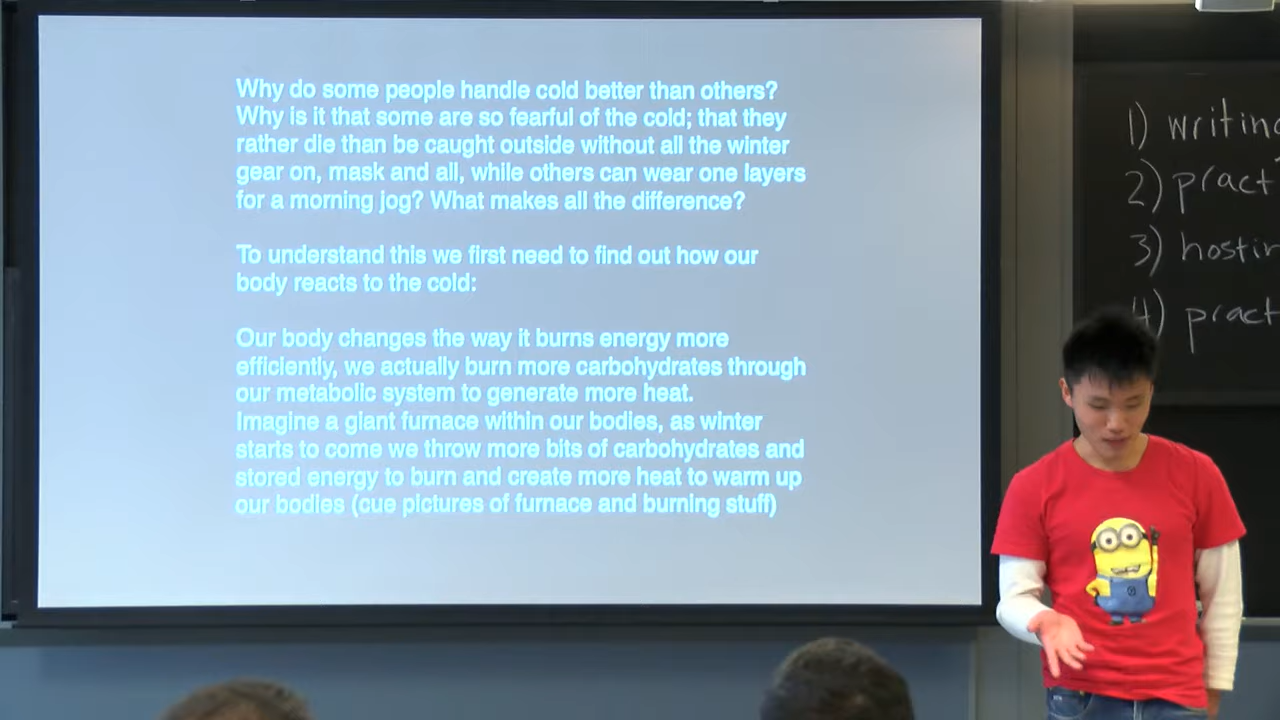 Why do some people handle cold better than others?
Why is it that some are so fearful of the cold; that they
rather die than be caught outside without all the winter
gear on, mask and all, while others can wear one layers
for a morning jog? What makes all the difference?
To understand this we first need to find out how our
body reacts to the cold:
Our body changes the way it burns energy more
efficiently, we actually burn more carbohydrates through
our metabolic system to generate more heat.
Imagine a giant furnace within our bodies, as winter
starts to come we throw more bits of carbohydrates and
stored energy to burn and create more heat to warm up
our bodies (cue pictures of furnace and burning stuff)
1) writing
2) pract
3) hostin
4) pract